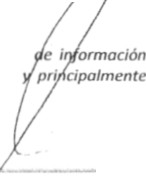 de información
y principalmente